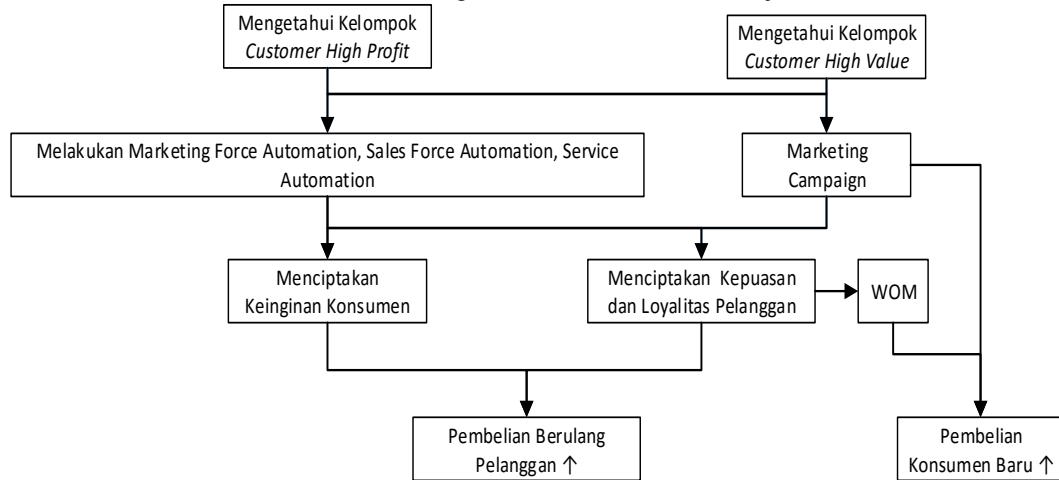 Mengetahui Kelompok
Customer High Profit
Mengetahui Kelompok
Customer High Value
Melakukan Marketing Force Automation, Sales Force Automation, Service
Automation
Marketing
Campaign
Menciptakan
Keinginan Konsumen
Menciptakan Kepuasan
dan Loyalitas Pelanggan
WOM
Pembelian Berulang
Pelanggan ↑
Pembelian
Konsumen Baru ↑